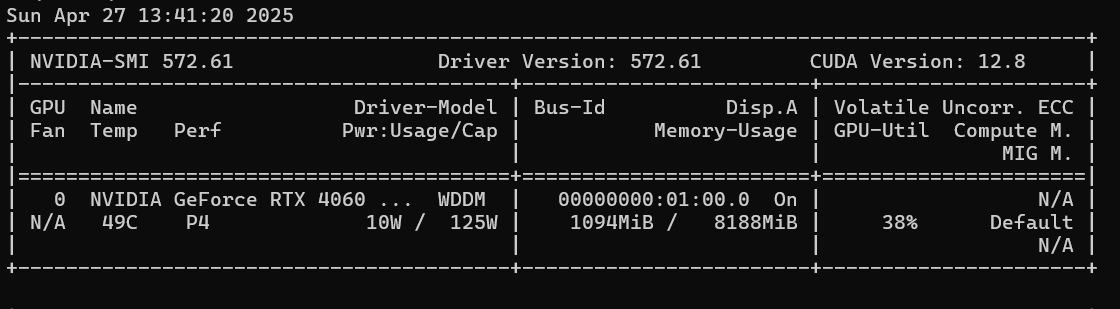 Sun Apr 27 13:41:20 2025
+-----------------------------------------------------------------------------------------+
| NVIDIA-SMI 572.61                 Driver Version: 572.61         CUDA Version: 12.8     |
|-----------------------------------------+------------------------+----------------------+
| GPU  Name                  Driver-Model | Bus-Id          Disp.A | Volatile Uncorr. ECC |
| Fan  Temp   Perf          Pwr:Usage/Cap |           Memory-Usage | GPU-Util  Compute M. |
|                                         |                        |               MIG M. |
|=========================================+========================+======================|
|   0  NVIDIA GeForce RTX 4060 ...  WDDM  |   00000000:01:00.0  On |                  N/A |
| N/A   49C    P4             10W /  125W |    1094MiB /   8188MiB |     38%      Default |
|                                         |                        |                  N/A |
+-----------------------------------------+------------------------+----------------------+